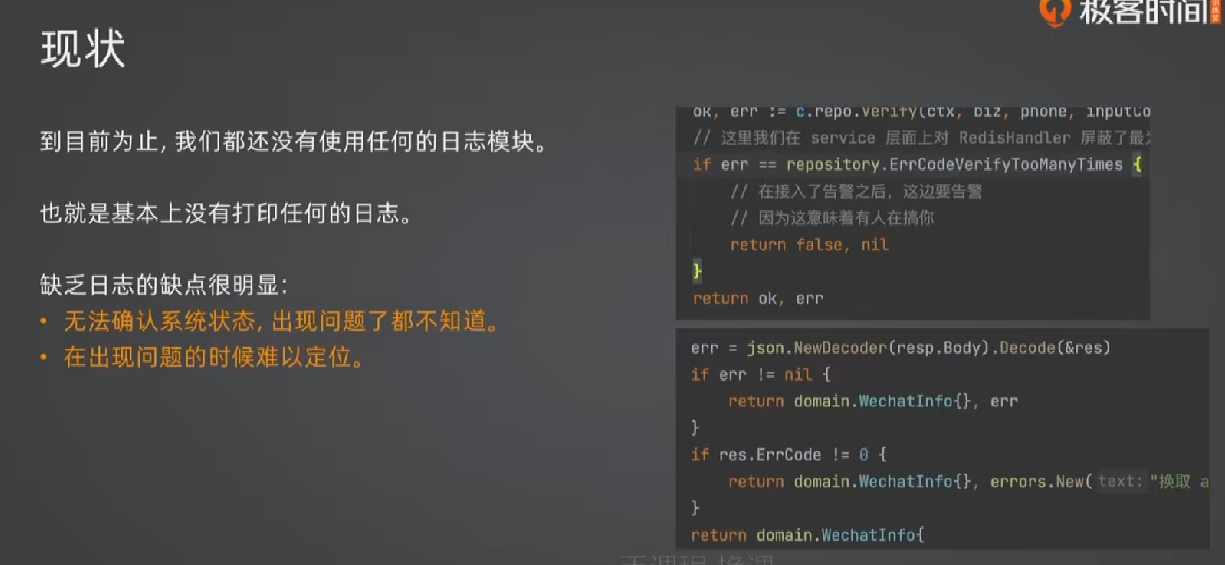 极客时间
现状
到目前为止, 我们都还没有使用任何的日志模块。
也就是基本上没有打印任何的日志。
缺乏日志的缺点很明显:
• 无法确认系统状态, 出现问题了都不知道。
• 在出现问题的时候难以定位。
ok, err := c.repo.Verify(ctx, biz, phone, inputCo
// 这里我们在 service 层面上对 RedisHandler 屏蔽了最
if err == repository.ErrCodeVerifyTooManyTimes {
// 在接入了告警之后，这边要告警
// 因为这意味着有人在搞你
return false, nil
}
return ok, err
err = json.NewDecoder(resp.Body).Decode(&res)
if err != nil {
return domain.WechatInfo{}, err
}
if res.ErrCode != 0 {
return domain.WechatInfo{}, errors.New( text: "换取 a
}
return domain.WechatInfo{